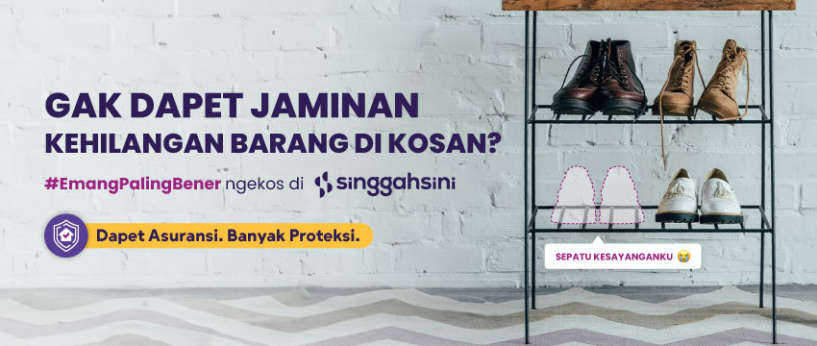 GAK DAPET JAMINAN
KEHILANGAN BARANG DI KOSAN?
#EmangPalingBener ngekos di singgahsini
Dapet Asuransi. Banyak Proteksi.
SEPATU KESAYANGANKU 😭